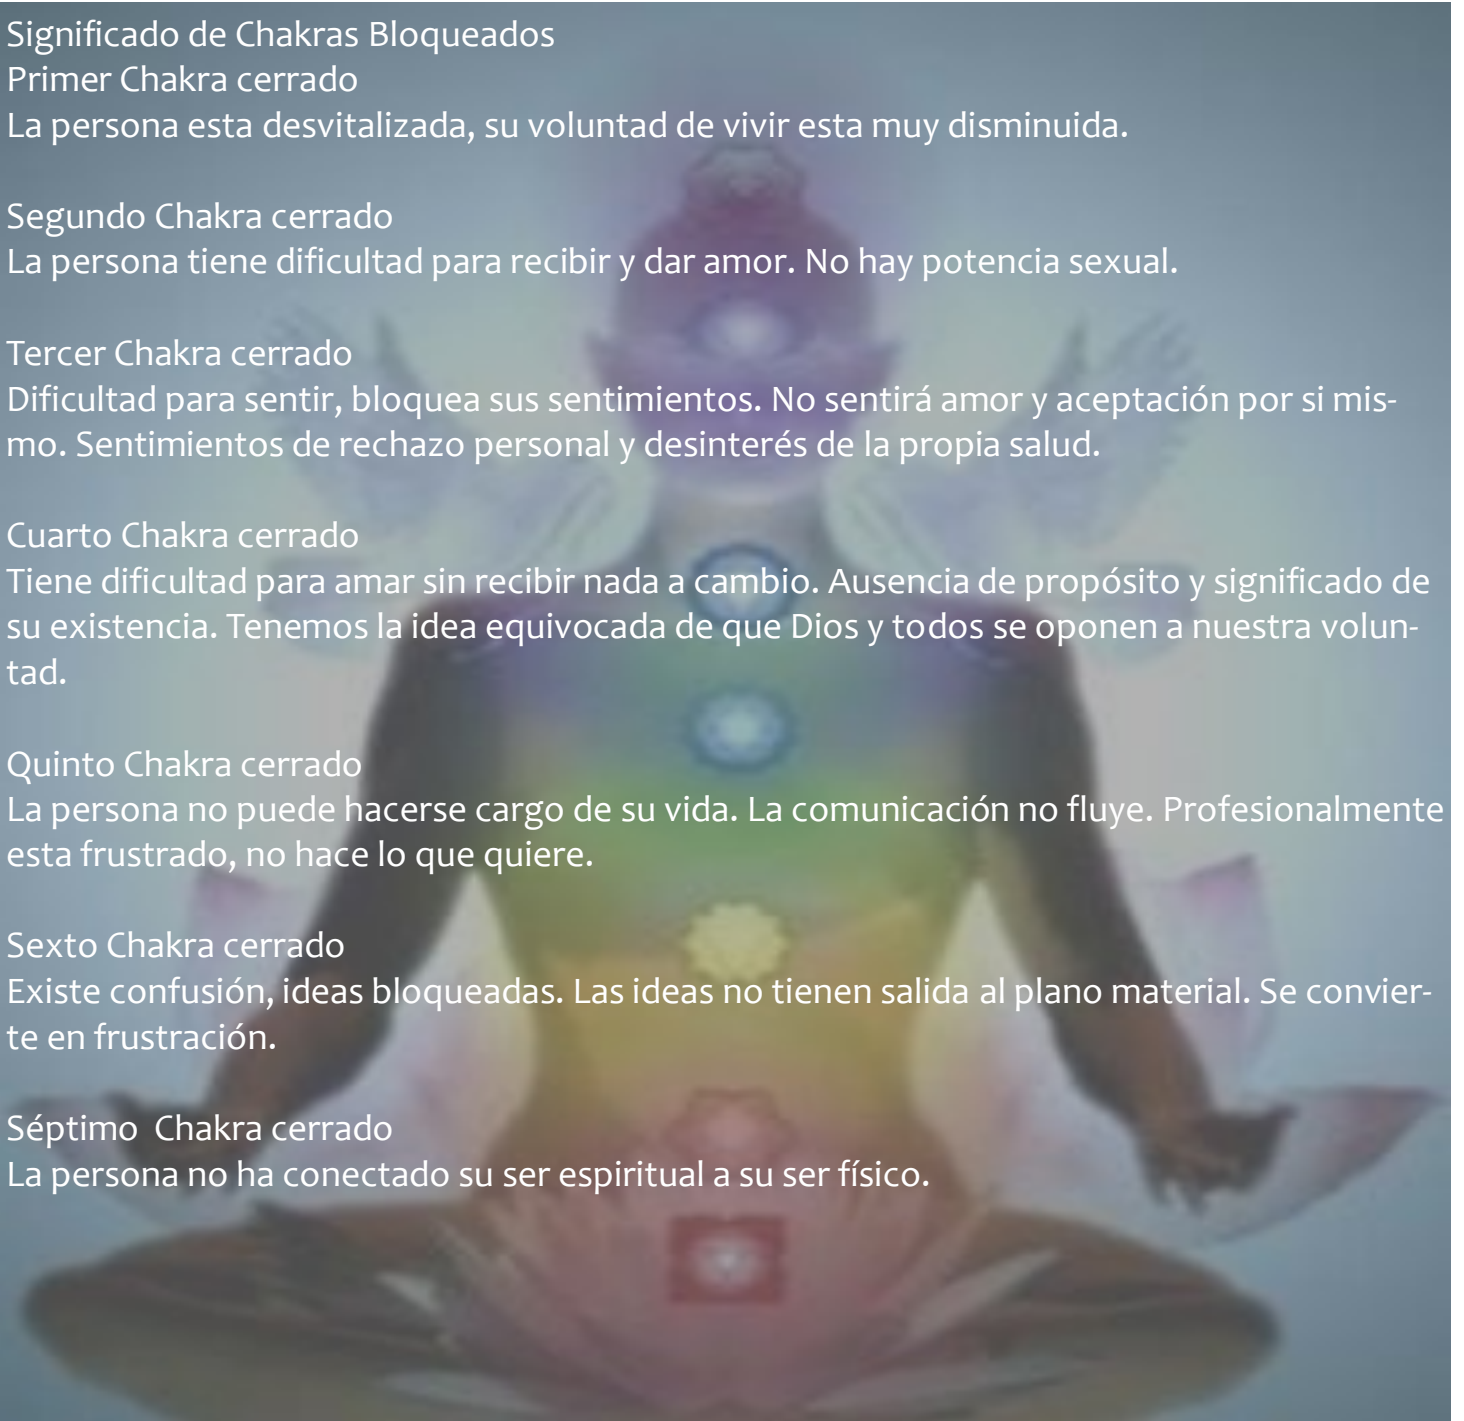 Significado de Chakras Bloqueados
Primer Chakra cerrado
La persona esta desvitalizada, su voluntad de vivir esta muy disminuida.
Segundo Chakra cerrado
La persona tiene dificultad para recibir y dar amor. No hay potencia sexual.
Tercer Chakra cerrado
Dificultad para sentir, bloquea sus sentimientos. No sentirá amor y aceptación por si mis-
mo. Sentimientos de rechazo personal y desinterés de la propia salud.
Cuarto Chakra cerrado
Tiene dificultad para amar sin recibir nada a cambio. Ausencia de propósito y significado de
su existencia. Tenemos la idea equivocada de que Dios y todos se oponen a nuestra volun-
tad.
Quinto Chakra cerrado
La persona no puede hacerse cargo de su vida. La comunicación no fluye. Profesionalmente
esta frustrado, no hace lo que quiere.
Sexto Chakra cerrado
Existe confusión, ideas bloqueadas. Las ideas no tienen salida al plano material. Se convier-
te en frustración.
Séptimo  Chakra cerrado
La persona no ha conectado su ser espiritual a su ser físico.